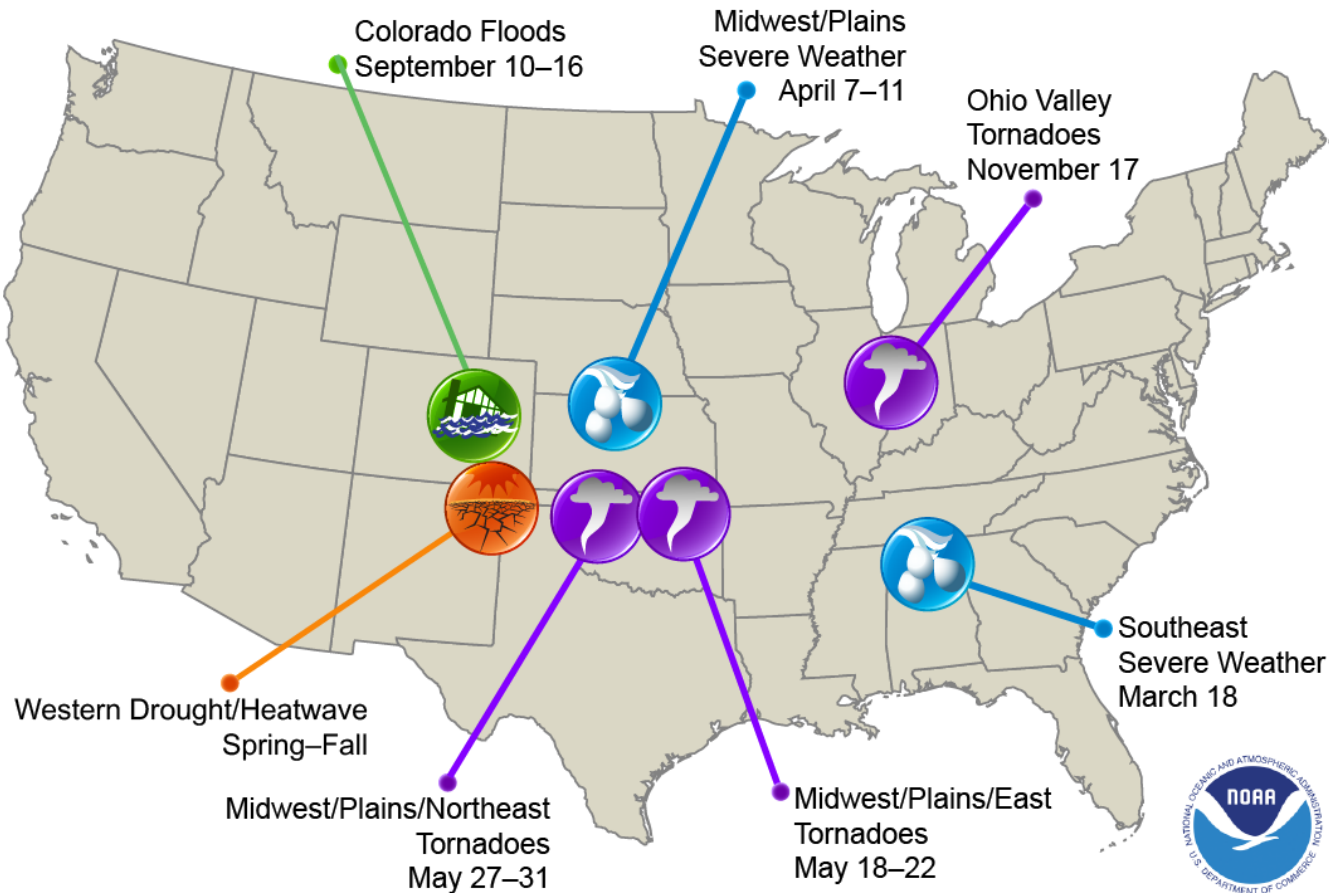 Colorado Floods
September 10–16
Midwest/Plains
Severe Weather
April 7–11
Ohio Valley
Tornadoes
November 17
Southeast
Severe Weather
March 18
Western Drought/Heatwave
Spring–Fall
Midwest/Plains/Northeast
Tornadoes
May 27–31
Midwest/Plains/East
Tornadoes
May 18–22
NATIONAL OCEANIC AND ATMOSPHERIC ADMINISTRATION
NOAA
U.S. DEPARTMENT OF COMMERCE